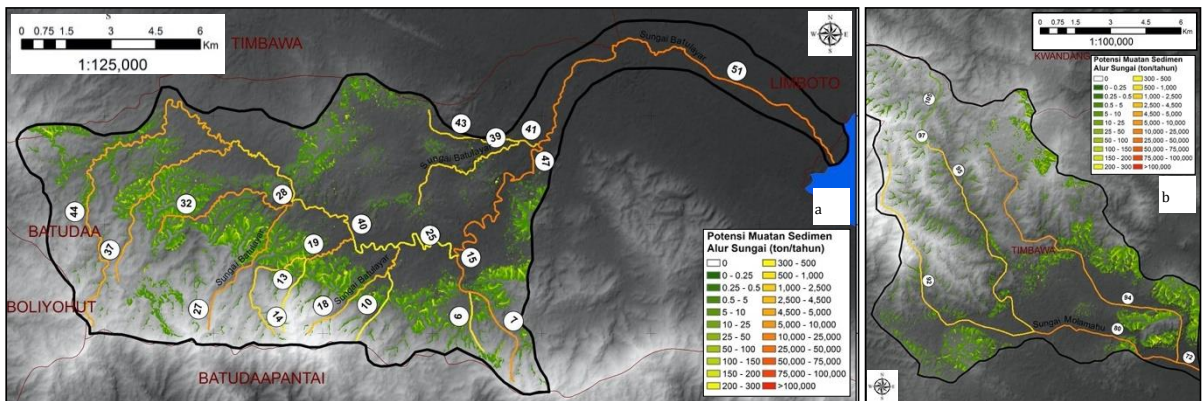 S
0 0.75 1.5 3 4.5 6
Km
1:125,000
TIMBAWA
N
W E
S
LIMBOTO
Sungai Batulayar
51
43
39
41
Sungai Batulayar
47
a
28
32
44
40
BATUDAA
37
19
25
15
Sungai Batulayar
13
BOLIYOHUT
27
14
18
Sungai Batulayar
10
6
7
BATUDAAPANTAI
Potensi Muatan Sedimen
Alur Sungai (ton/tahun)
0
0 - 0.25
0.25 - 0.5
0.5 - 5
5 - 10
10 - 25
25 - 50
50 - 100
100 - 150
150 - 200
200 - 300
300 - 500
500 - 1,000
1,000 - 2,500
2,500 - 4,500
4,500 - 5,000
5,000 - 10,000
10,000 - 25,000
25,000 - 50,000
50,000 - 75,000
75,000 - 100,000
>100,000
0 0.75 1.5 3 4.5 6
Km
1:100,000
KWANDANG
Potensi Muatan Sedimen
Alur Sungai (ton/tahun)
0
0 - 0.25
0.25 - 0.5
0.5 - 5
5 - 10
10 - 25
25 - 50
50 - 100
100 - 150
150 - 200
200 - 300
300 - 500
500 - 1,000
1,000 - 2,500
2,500 - 4,500
4,500 - 5,000
5,000 - 10,000
10,000 - 25,000
25,000 - 50,000
50,000 - 75,000
75,000 - 100,000
>100,000
b
97
TIMBAWA
94
Sungai Molamahu
80
72